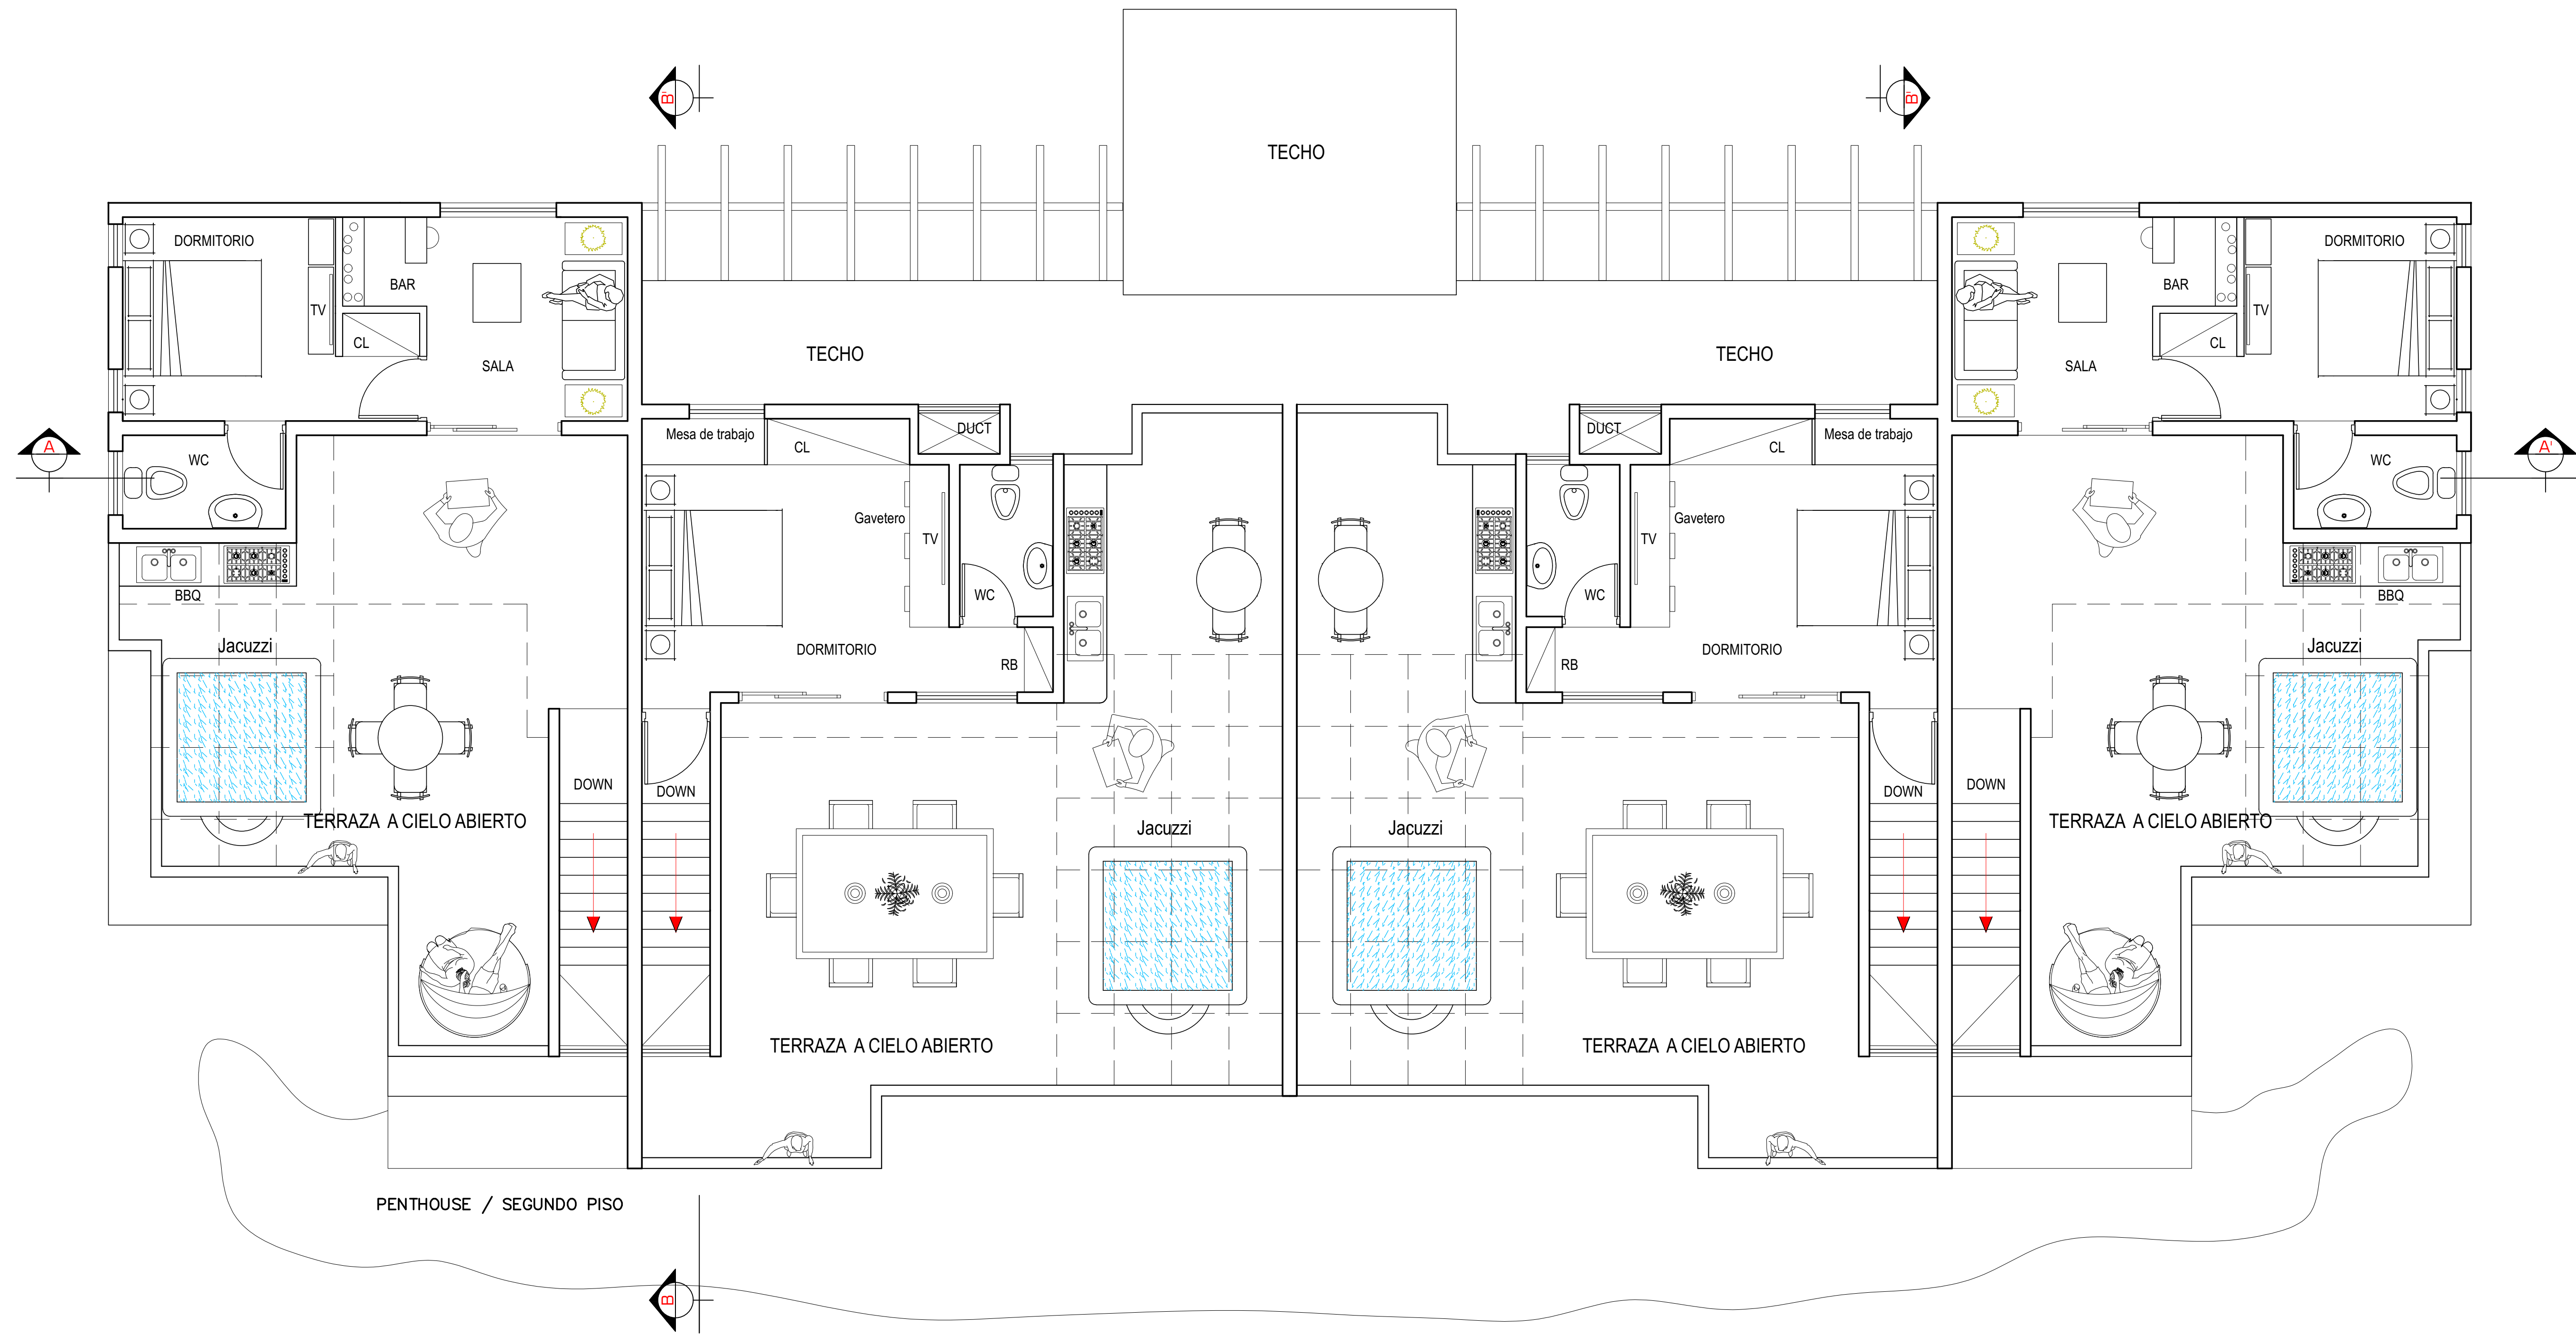 B'
B'
TECHO
DORMITORIO
BAR
TV
CL
SALA
TECHO
TECHO
BAR
DORMITORIO
TV
CL
SALA
A
WC
Mesa de trabajo
CL
DUCT
DUCT
CL
Mesa de trabajo
WC
A'
Gavetero
TV
TV
Gavetero
BBQ
WC
WC
BBQ
Jacuzzi
DORMITORIO
RB
RB
DORMITORIO
Jacuzzi
DOWN
DOWN
DOWN
DOWN
TERRAZA A CIELO ABIERTO
Jacuzzi
Jacuzzi
TERRAZA A CIELO ABIERTO
TERRAZA A CIELO ABIERTO
TERRAZA A CIELO ABIERTO
PENTHOUSE / SEGUNDO PISO
B